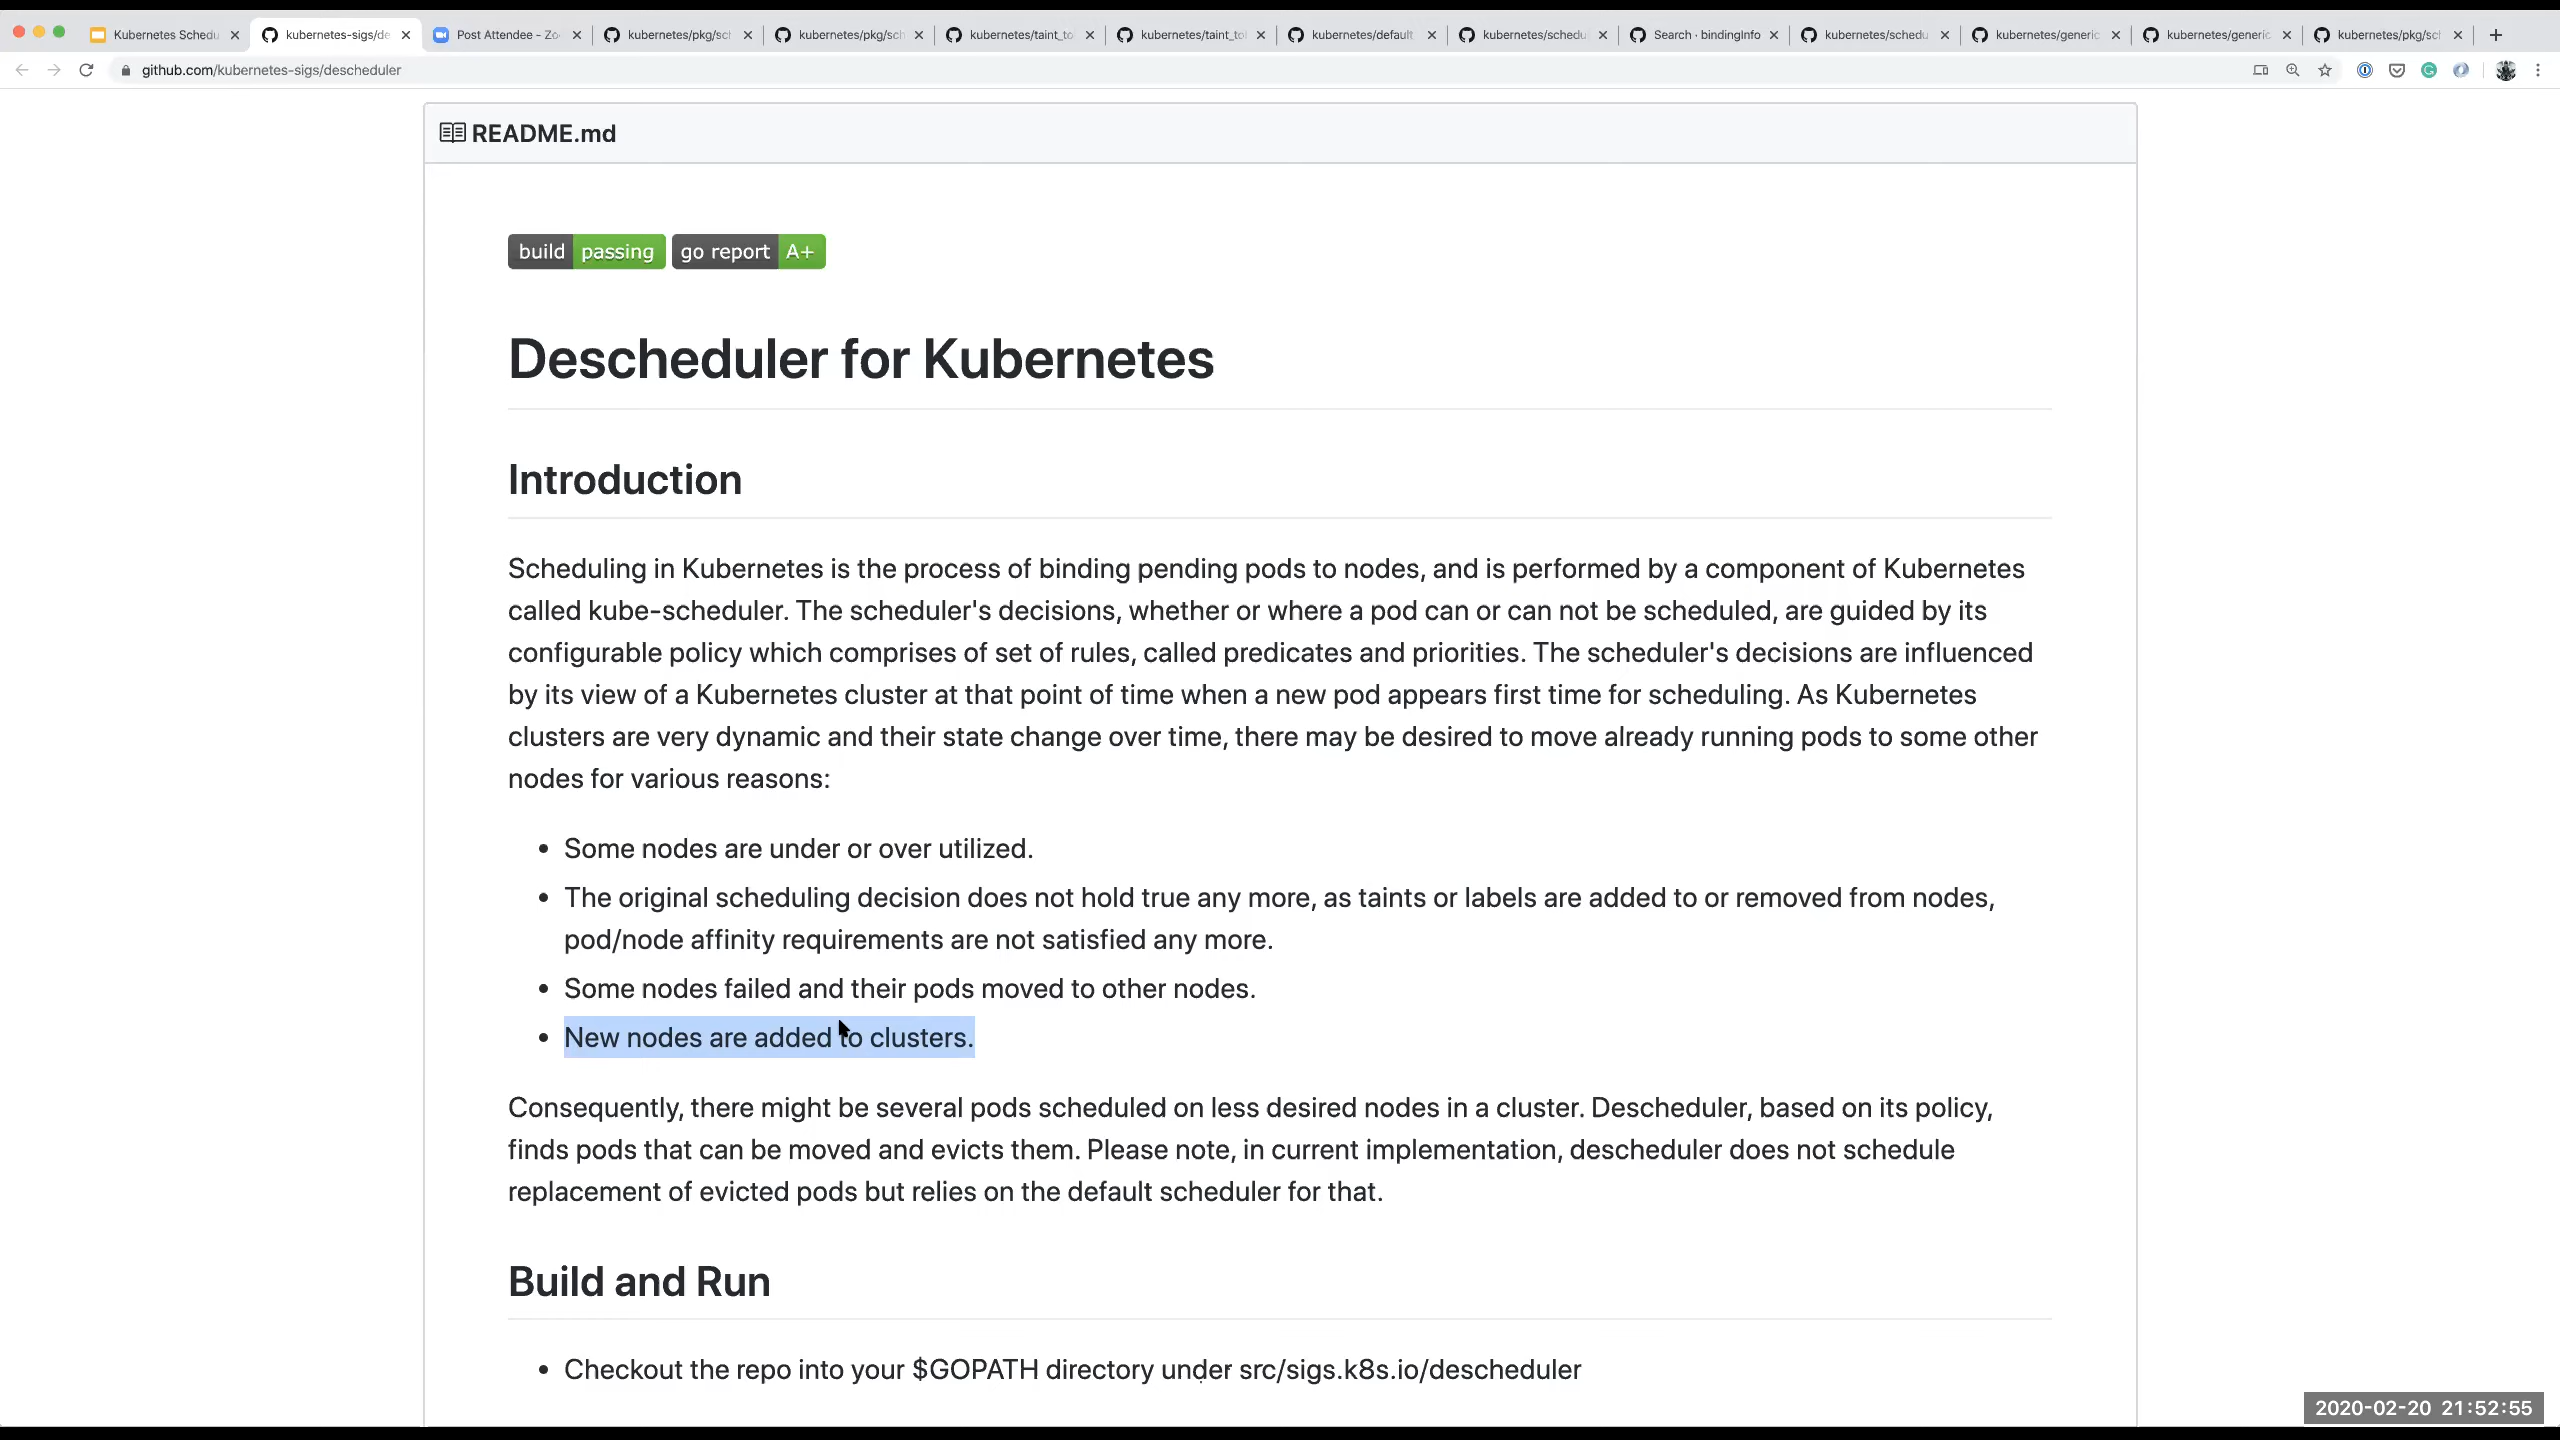 Kubernetes Schedu
kubernetes-sigs/de
Post Attendee - Zo
kubernetes/pkg/sch
kubernetes/pkg/sch
kubernetes/taint_to
kubernetes/taint_tol
kubernetes/default
kubernetes/schedu
Search · bindingInfo
kubernetes/schedu
kubernetes/generic
kubernetes/generic
kubernetes/pkg/sch
github.com/kubernetes-sigs/descheduler
README.md
build passing go report A+
Descheduler for Kubernetes
Introduction
Scheduling in Kubernetes is the process of binding pending pods to nodes, and is performed by a component of Kubernetes
called kube-scheduler. The scheduler's decisions, whether or where a pod can or can not be scheduled, are guided by its
configurable policy which comprises of set of rules, called predicates and priorities. The scheduler's decisions are influenced
by its view of a Kubernetes cluster at that point of time when a new pod appears first time for scheduling. As Kubernetes
clusters are very dynamic and their state change over time, there may be desired to move already running pods to some other
nodes for various reasons:
• Some nodes are under or over utilized.
• The original scheduling decision does not hold true any more, as taints or labels are added to or removed from nodes,
pod/node affinity requirements are not satisfied any more.
• Some nodes failed and their pods moved to other nodes.
• New nodes are added to clusters.
Consequently, there might be several pods scheduled on less desired nodes in a cluster. Descheduler, based on its policy,
finds pods that can be moved and evicts them. Please note, in current implementation, descheduler does not schedule
replacement of evicted pods but relies on the default scheduler for that.
Build and Run
• Checkout the repo into your $GOPATH directory under src/sigs.k8s.io/descheduler
2020-02-20 21:52:55